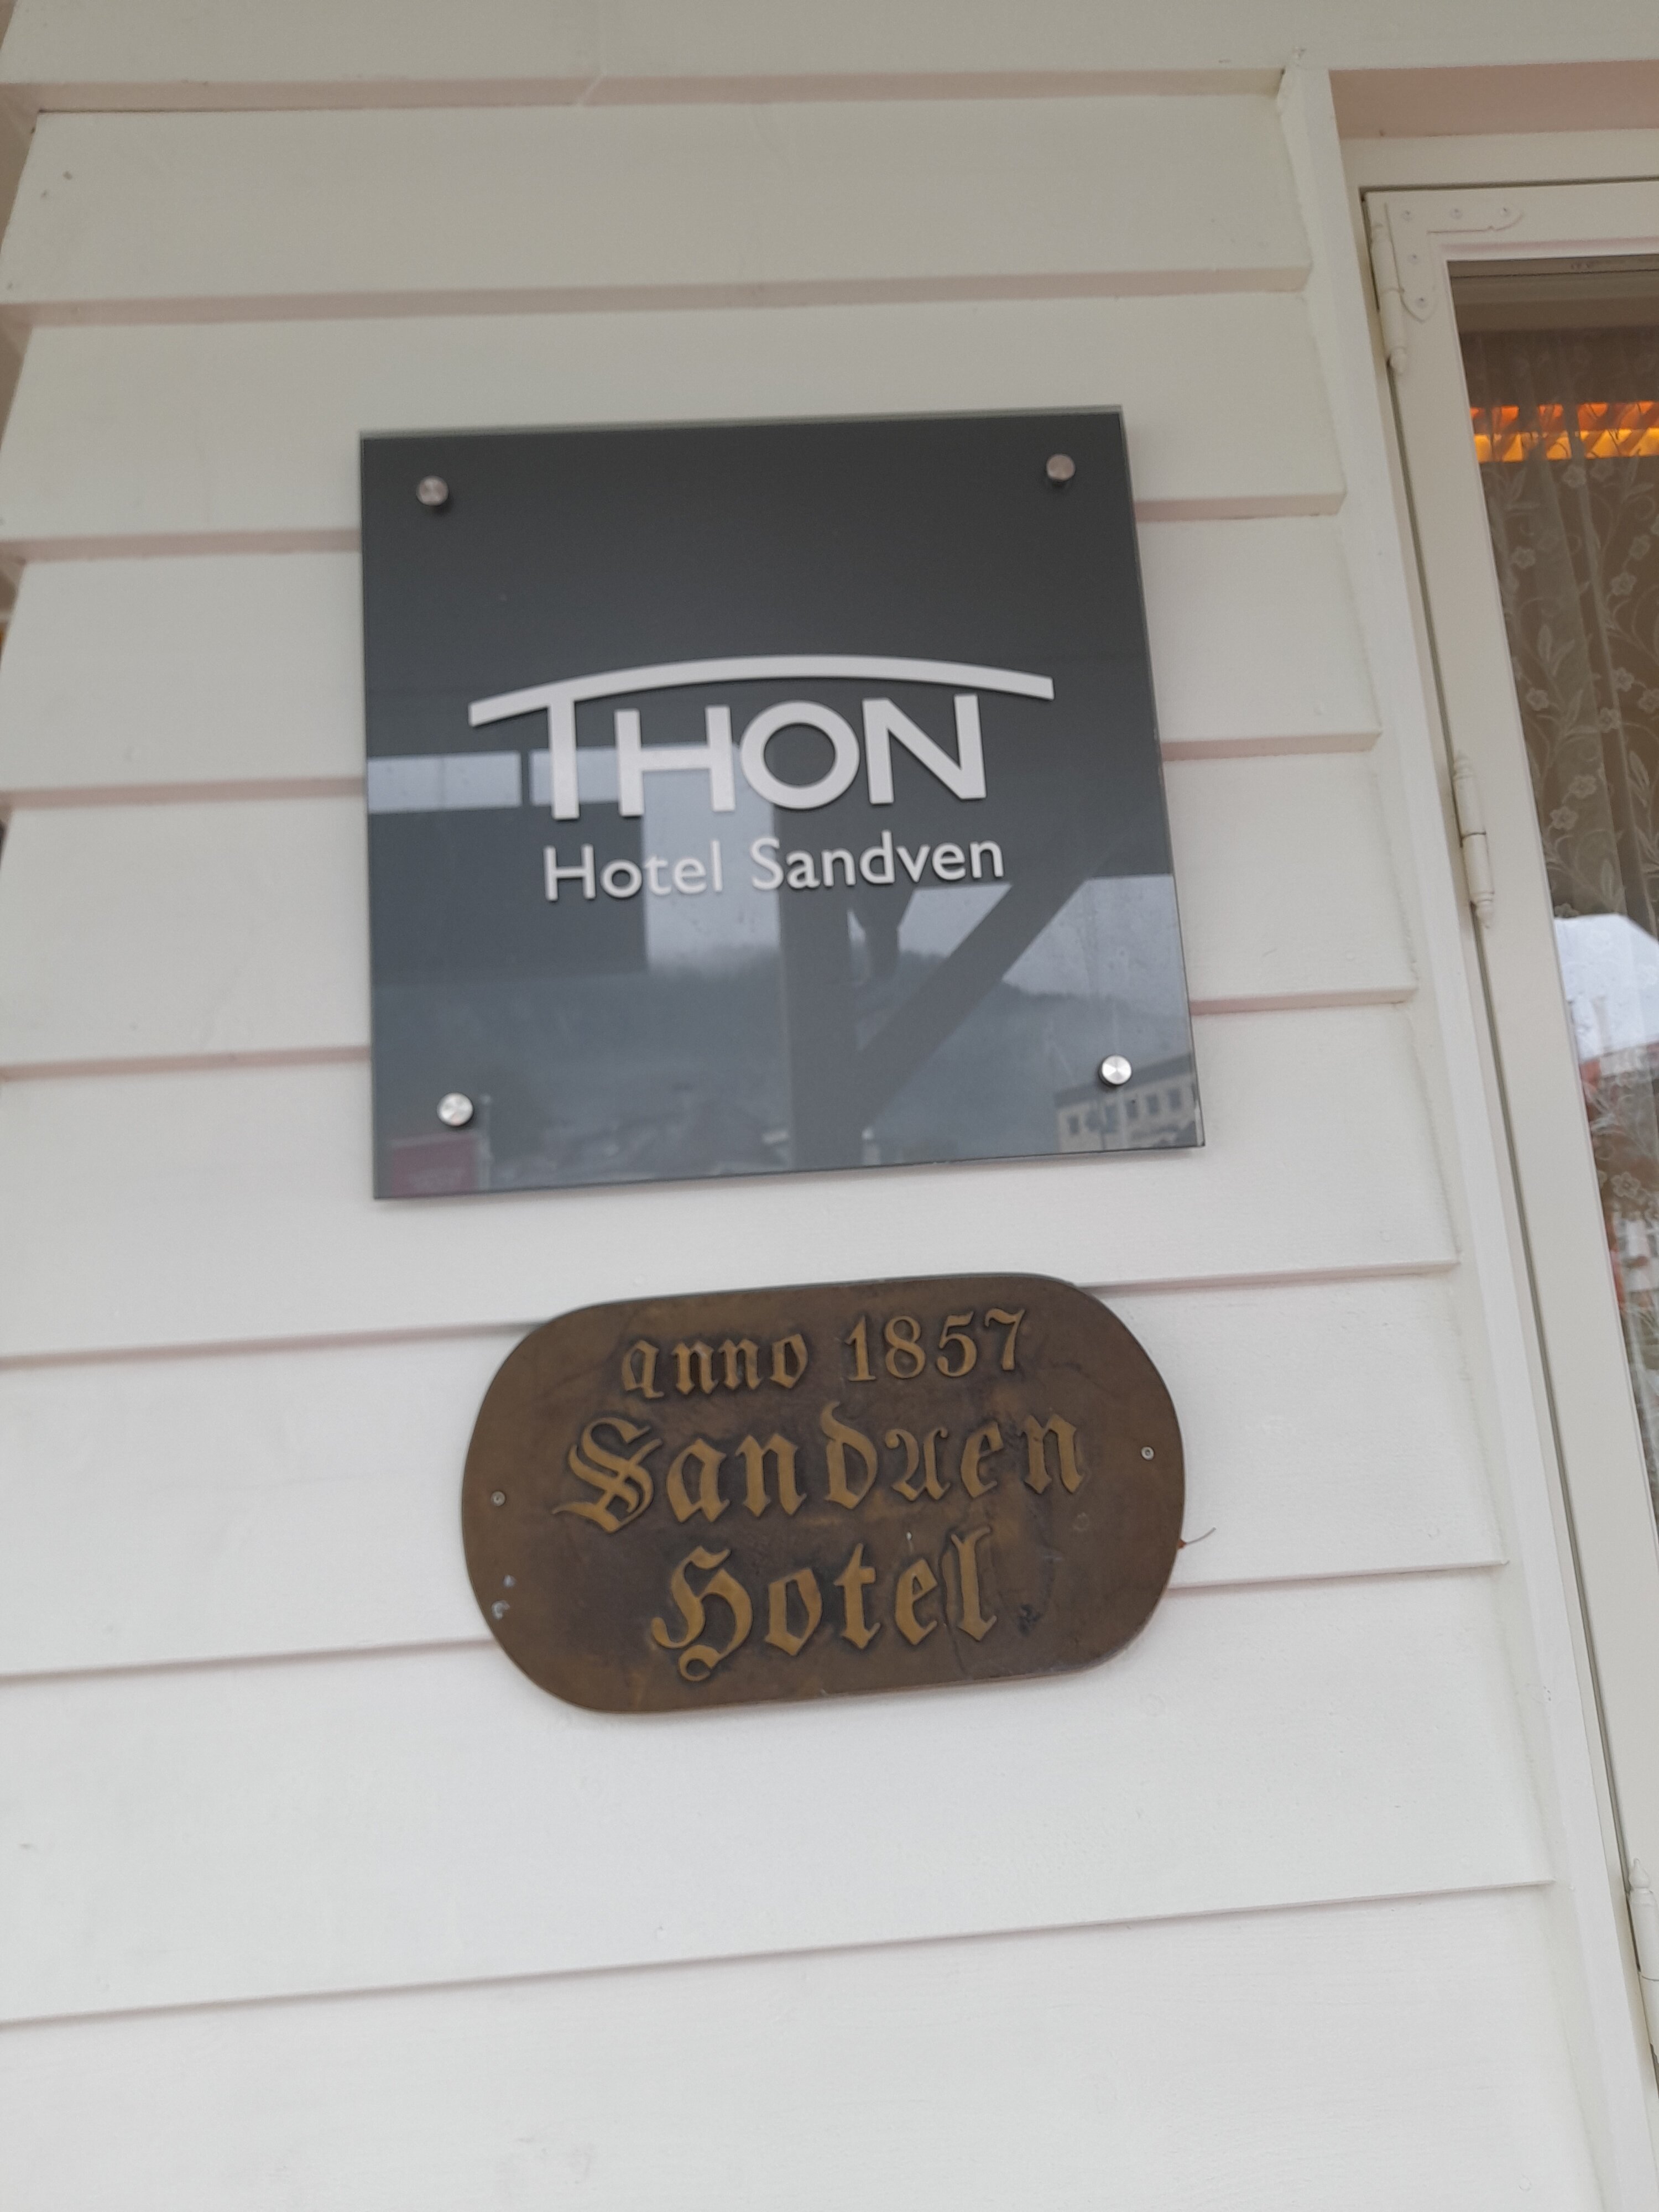 THON
Hotel Sandven
anno 1857
Sandven
Hotel